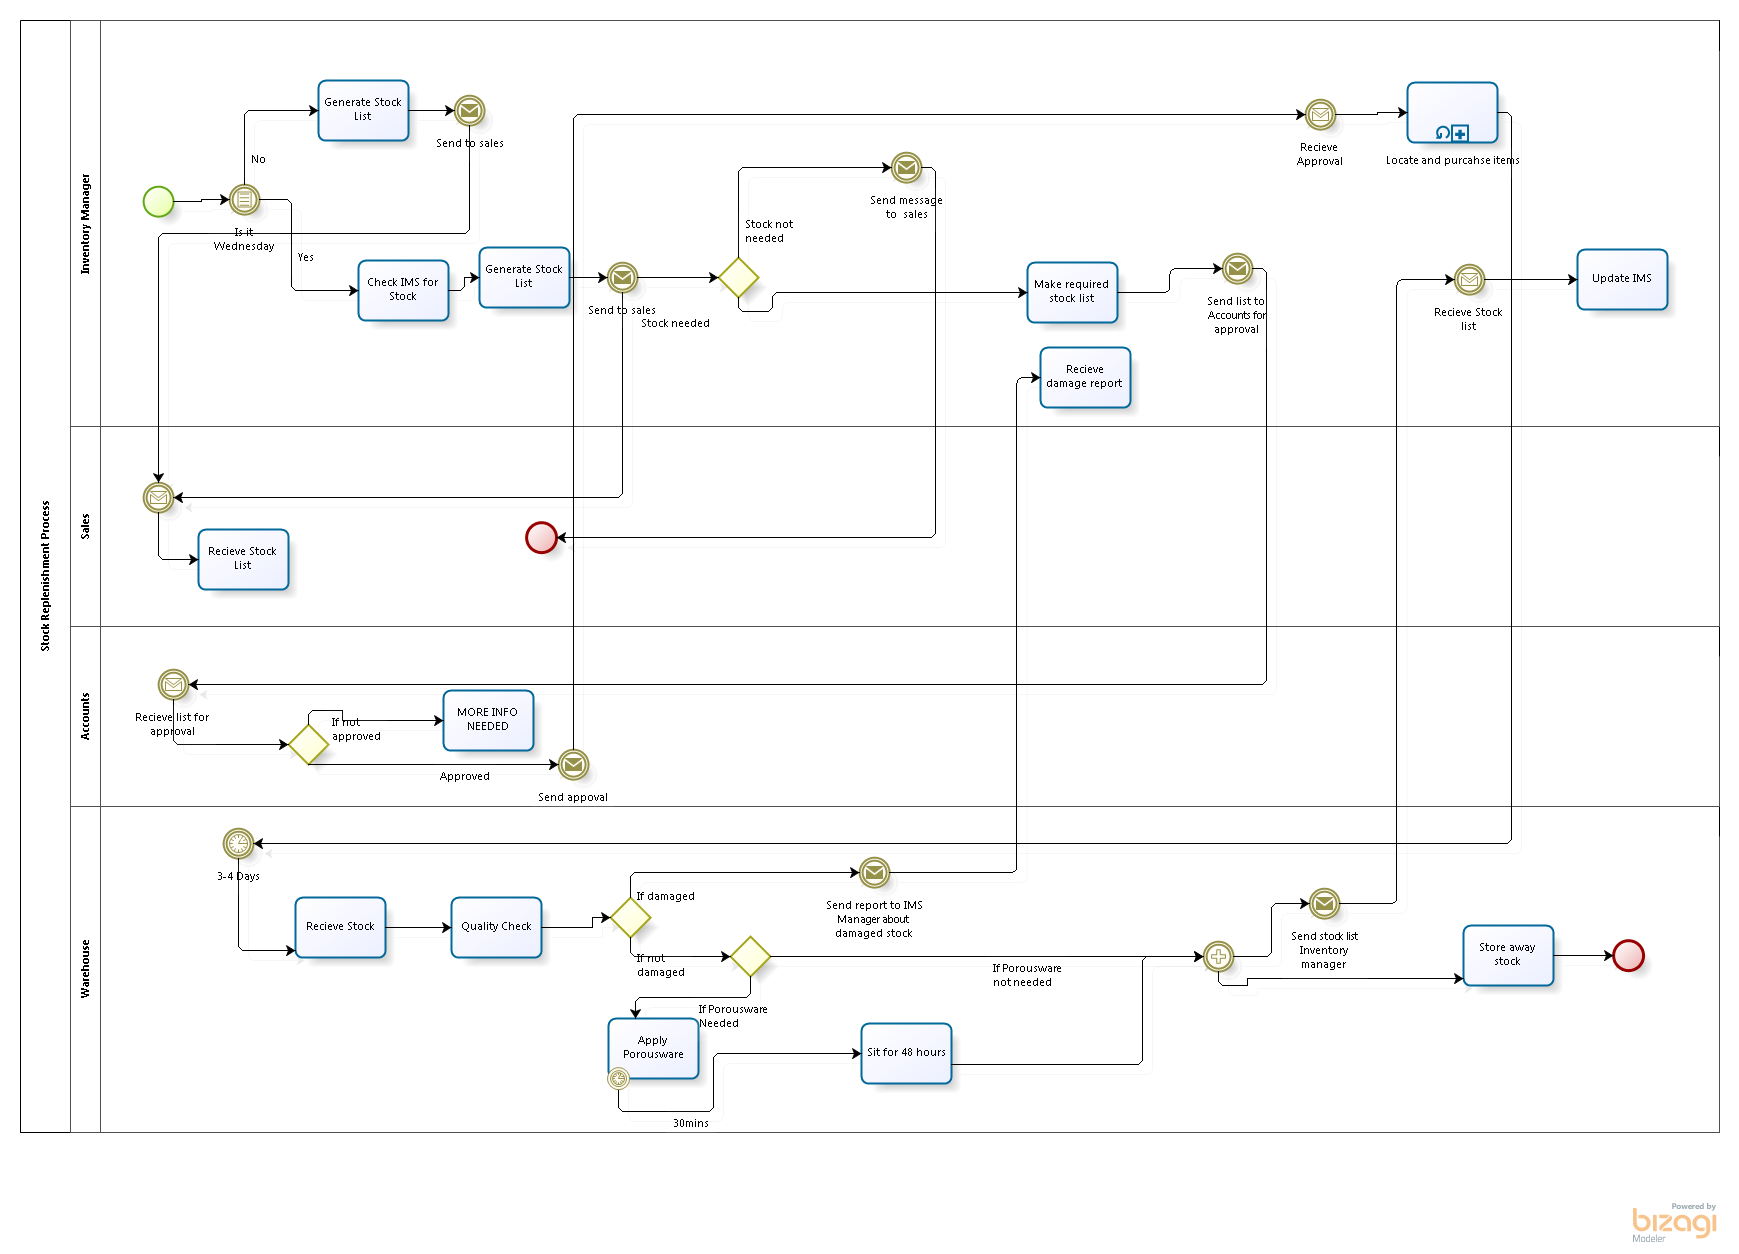 Stock Replenishment Process
Inventory Manager
Generate Stock
List
Send to sales
No
Is it
Wednesday
Yes
Check IMS for
Stock
Generate Stock
List
Send to sales
Stock not
needed
Stock needed
Send message
to sales
Make required
stock list
Send list to
Accounts for
approval
Recieve
damage report
Recieve
Approval
Locate and purcahse items
Recieve Stock
list
Update IMS
Sales
Recieve Stock
List
Accounts
Recieve list for
approval
If not
approved
MORE INFO
NEEDED
Approved
Send appoval
Warehouse
3-4 Days
Recieve Stock
Quality Check
If damaged
If not
damaged
Send report to IMS
Manager about
damaged stock
If Porousware
Needed
Apply
Porousware
30mins
Sit for 48 hours
If Porousware
not needed
Send stock list
Inventory
manager
Store away
stock
Powered by
bizagi
Modeler